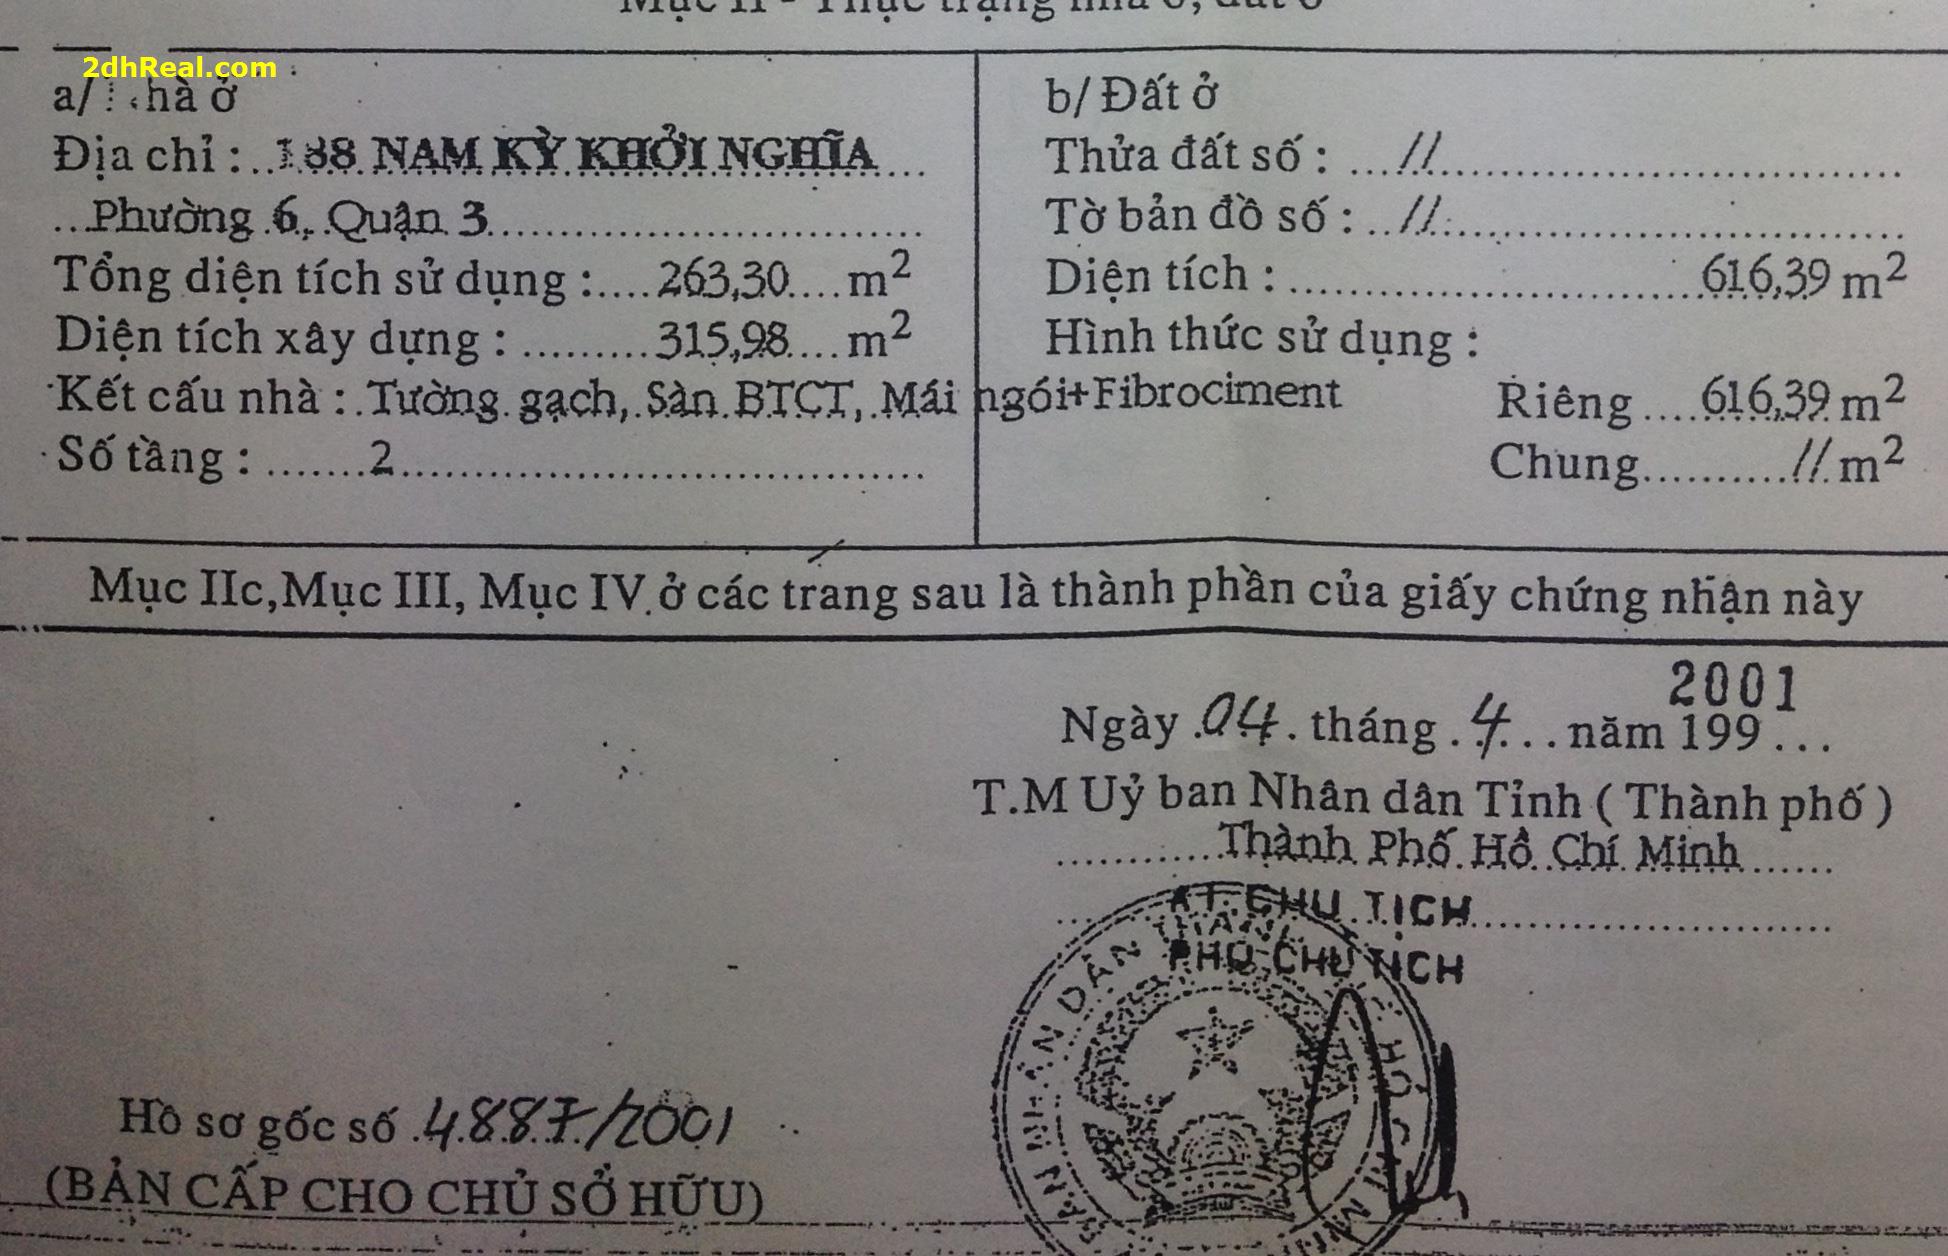 Mục II - Thực trạng nhà ở, đất ở
2dhReal.com
a/ Nhà ở
Địa chỉ : 188 NAM KỲ KHỞI NGHĨA
Phường 6, Quận 3
Tổng diện tích sử dụng : 263,30 m2
Diện tích xây dựng : 315,98 m2
Kết cấu nhà : Tường gạch, Sàn BTCT, Mái ngói+Fibrociment
Số tầng : 2
b/ Đất ở
Thửa đất số : //
Tờ bản đồ số : //
Diện tích : 616,39 m2
Hình thức sử dụng :
Riêng 616,39 m2
Chung // m2
Mục IIc, Mục III, Mục IV ở các trang sau là thành phần của giấy chứng nhận này
2001
Ngày 04 tháng 4 năm 199...
T.M Uỷ ban Nhân dân Tỉnh ( Thành phố )
Thành Phố Hồ Chí Minh
KT. CHỦ TỊCH
PHÓ CHỦ TỊCH
Hồ sơ gốc số 4887/2001
(BẢN CẤP CHO CHỦ SỞ HỮU)